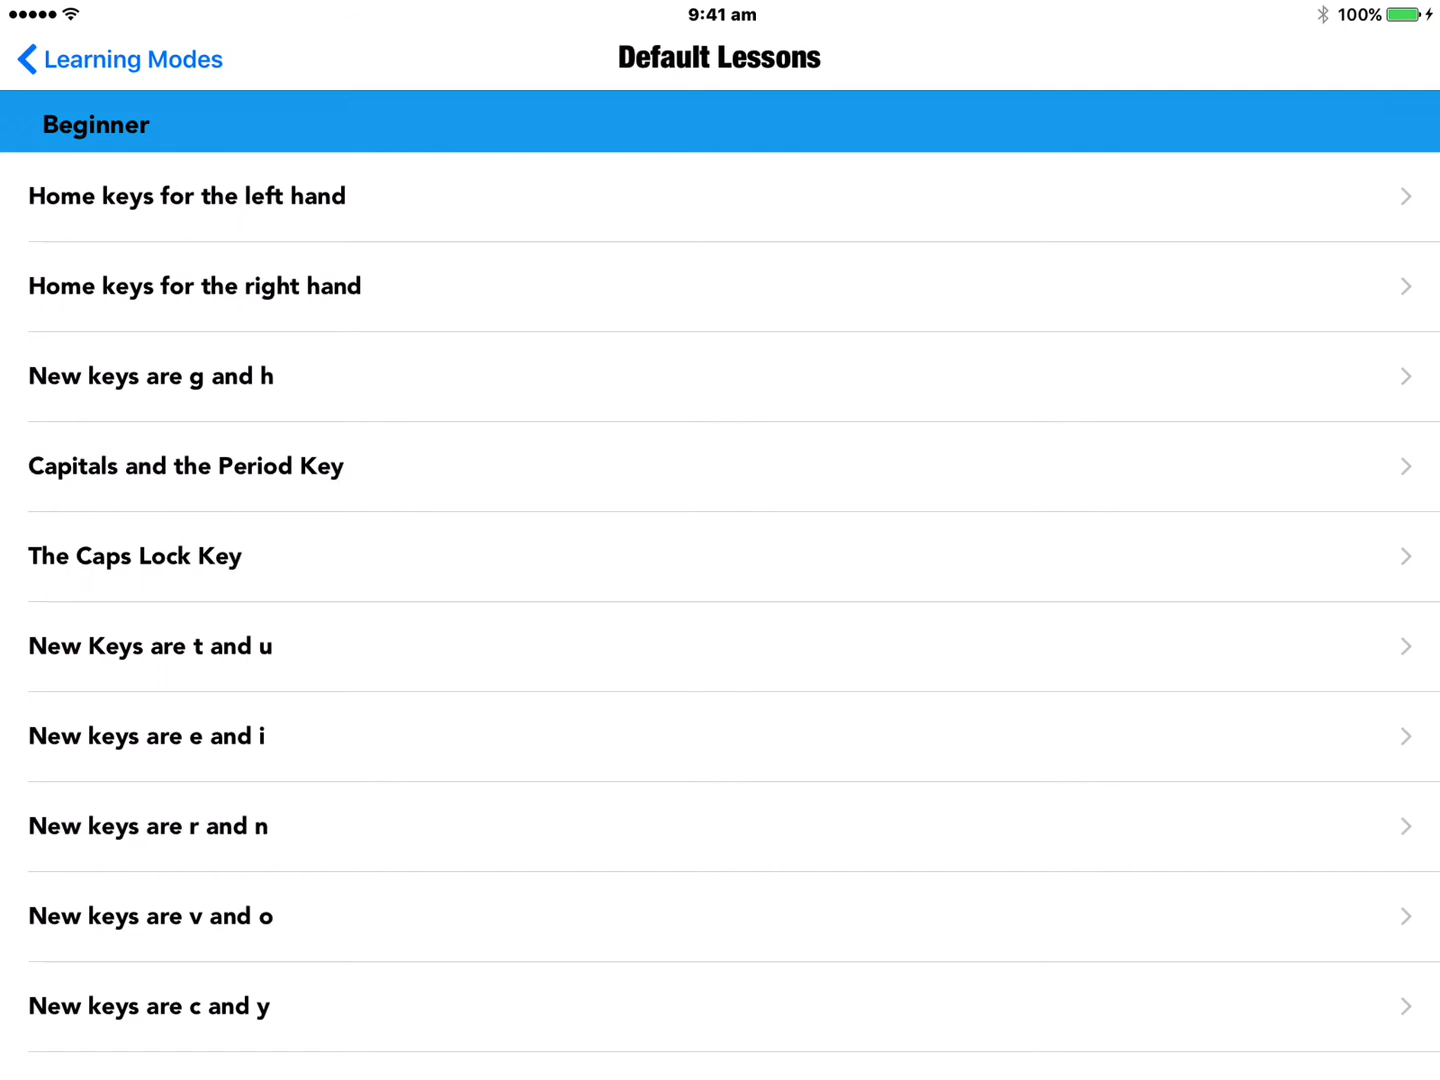 9:41 am
100%
Learning Modes
Default Lessons
Beginner
Home keys for the left hand
Home keys for the right hand
New keys are g and h
Capitals and the Period Key
The Caps Lock Key
New Keys are t and u
New keys are e and i
New keys are r and n
New keys are v and o
New keys are c and y